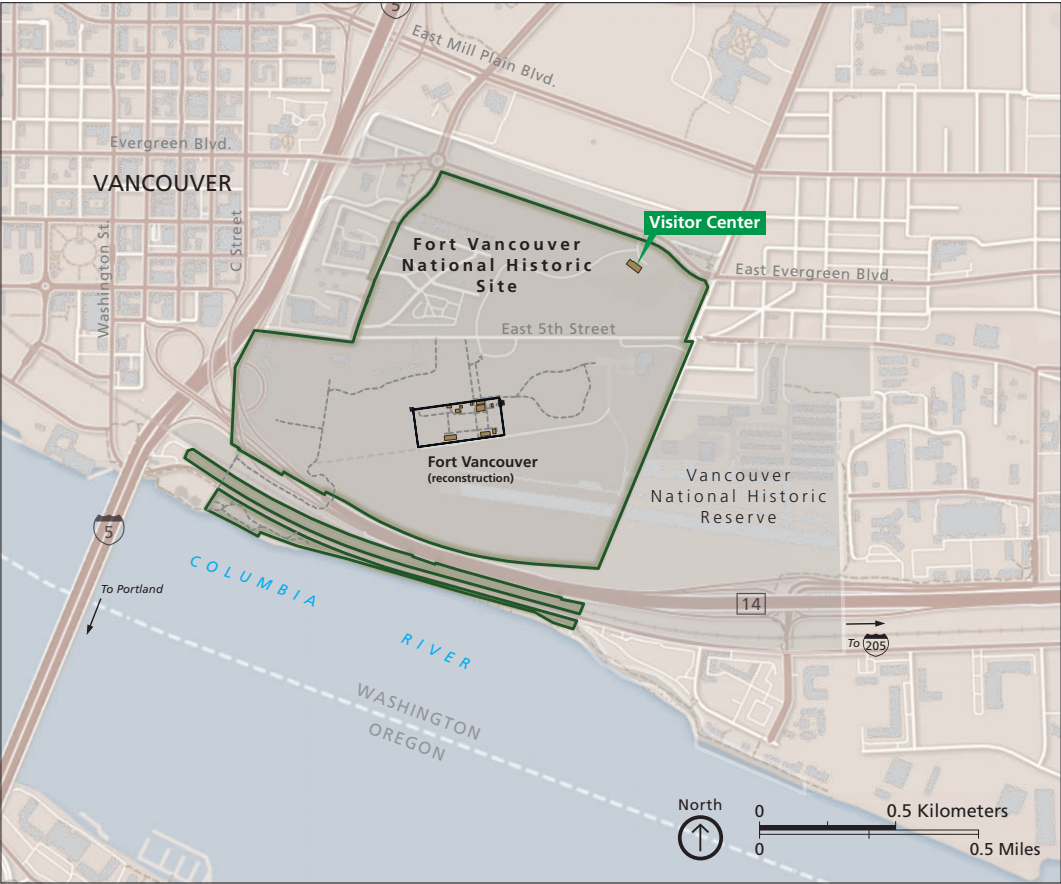 5
East Mill Plain Blvd.
Evergreen Blvd.
VANCOUVER
Washington St.
C Street
Visitor Center
Fort Vancouver
National Historic
Site
East Evergreen Blvd.
East 5th Street
Fort Vancouver
(reconstruction)
Vancouver
National Historic
Reserve
5
COLUMBIA
RIVER
To Portland
14
To 205
WASHINGTON
OREGON
North
0
0.5 Kilometers
0
0.5 Miles